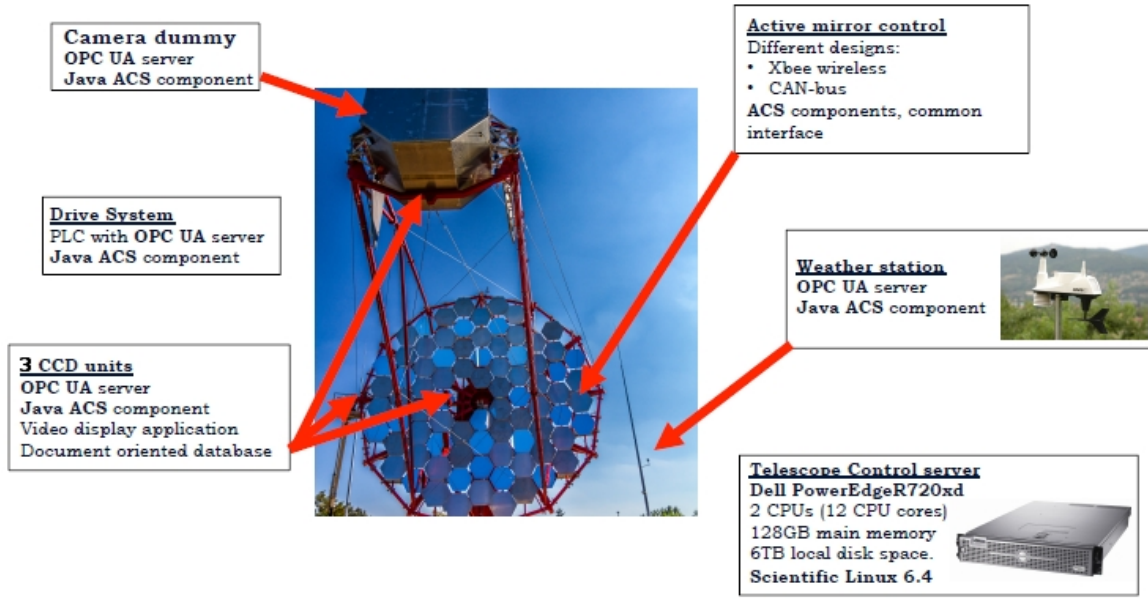 Camera dummy
OPC UA server
Java ACS component
Active mirror control
Different designs:
• Xbee wireless
• CAN-bus
ACS components, common
interface
Drive System
PLC with OPC UA server
Java ACS component
Weather station
OPC UA server
Java ACS component
3 CCD units
OPC UA server
Java ACS component
Video display application
Document oriented database
Telescope Control server
Dell PowerEdgeR720xd
2 CPUs (12 CPU cores)
128GB main memory
6TB local disk space.
Scientific Linux 6.4